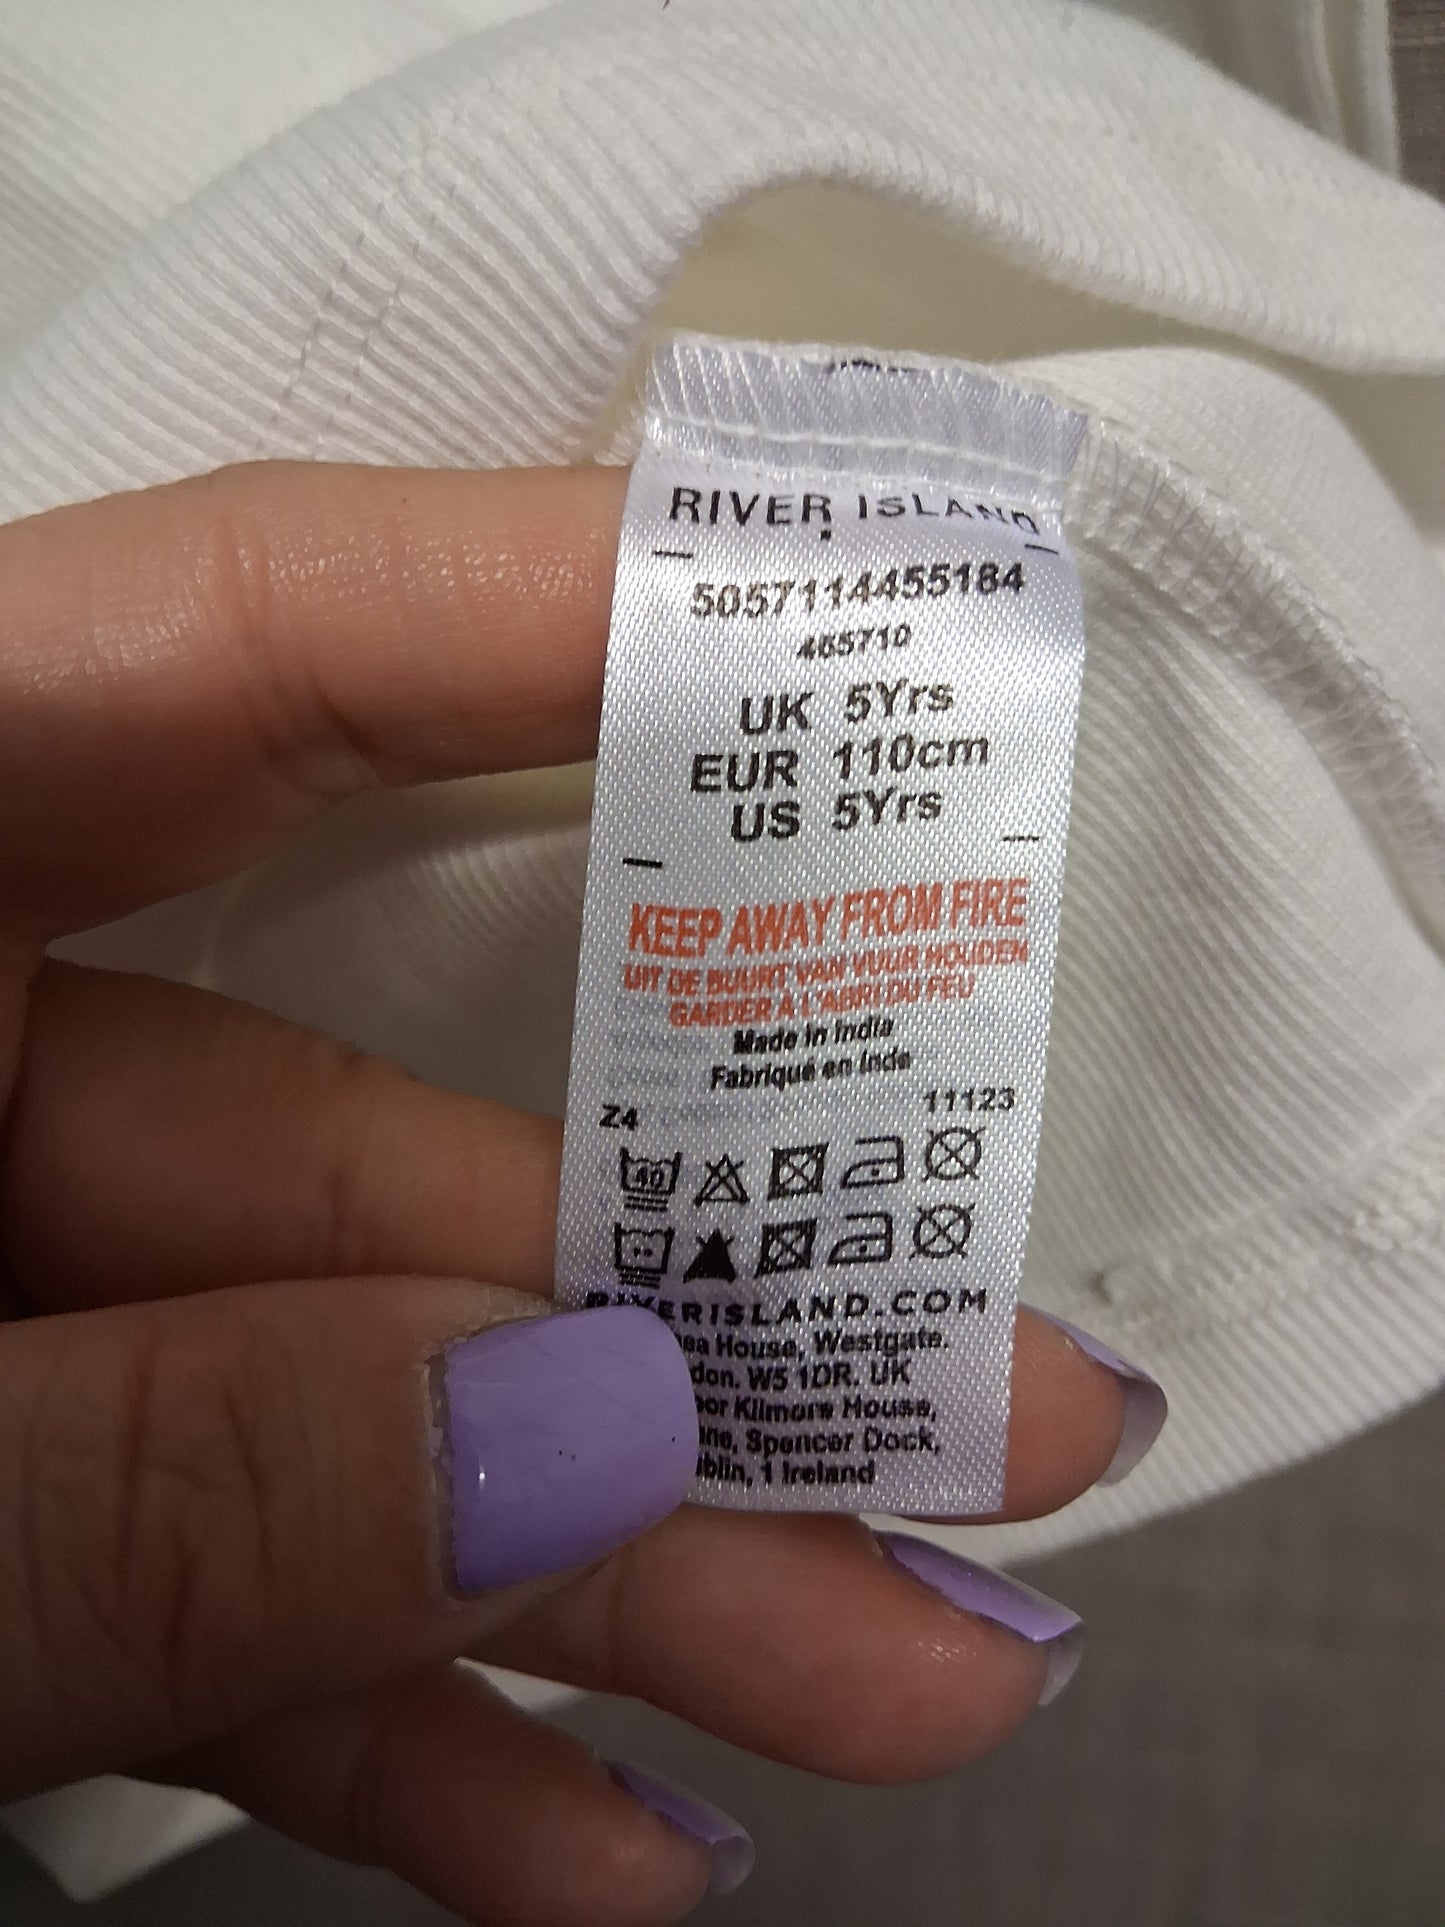 RIVER ISLAND
5057114455184
465710
UK 5Yrs
EUR 110cm
US 5Yrs
KEEP AWAY FROM FIRE
UIT DE BUURT VAN VUUR HOUDEN
GARDER A L'ABRI DU FEU
Made in India
Fabriqué en Inde
Z4 11123
40
RIVERISLAND.COM
House, Westgate.
W5 1DR. UK
Kilmore House,
Spencer Dock,
1 Ireland